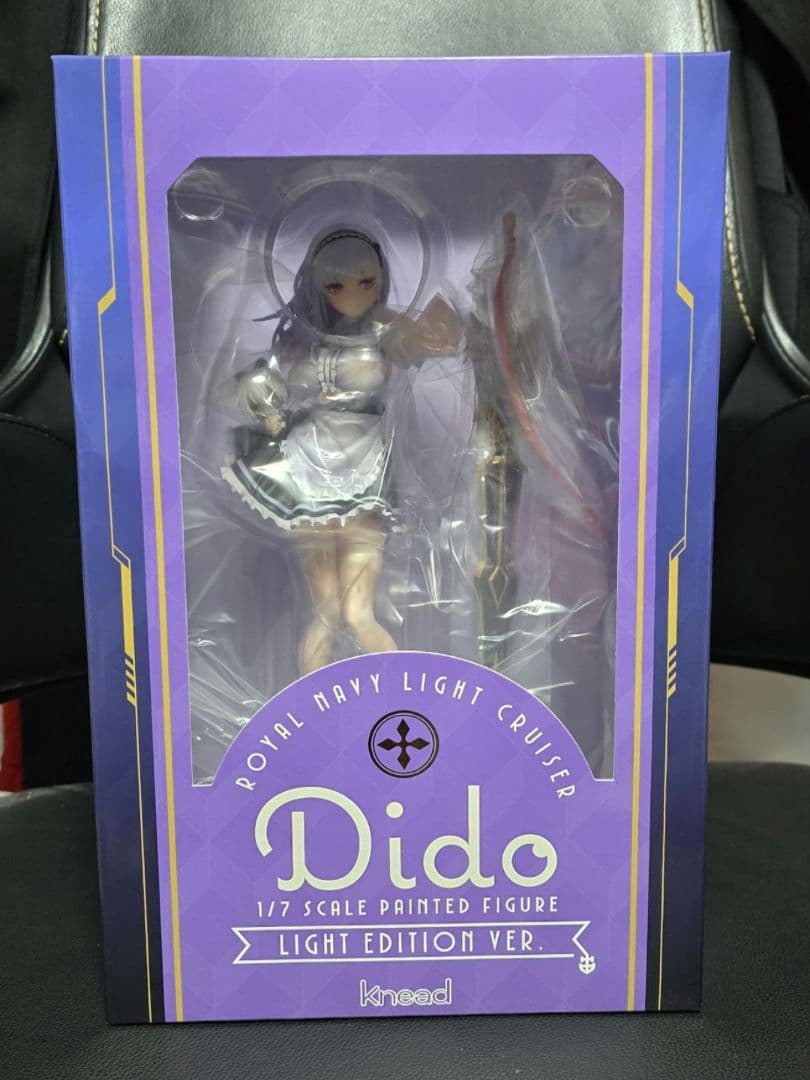 ROYAL NAVY LIGHT CRUISER
Dido
1/7 SCALE PAINTED FIGURE
LIGHT EDITION VER.
knead